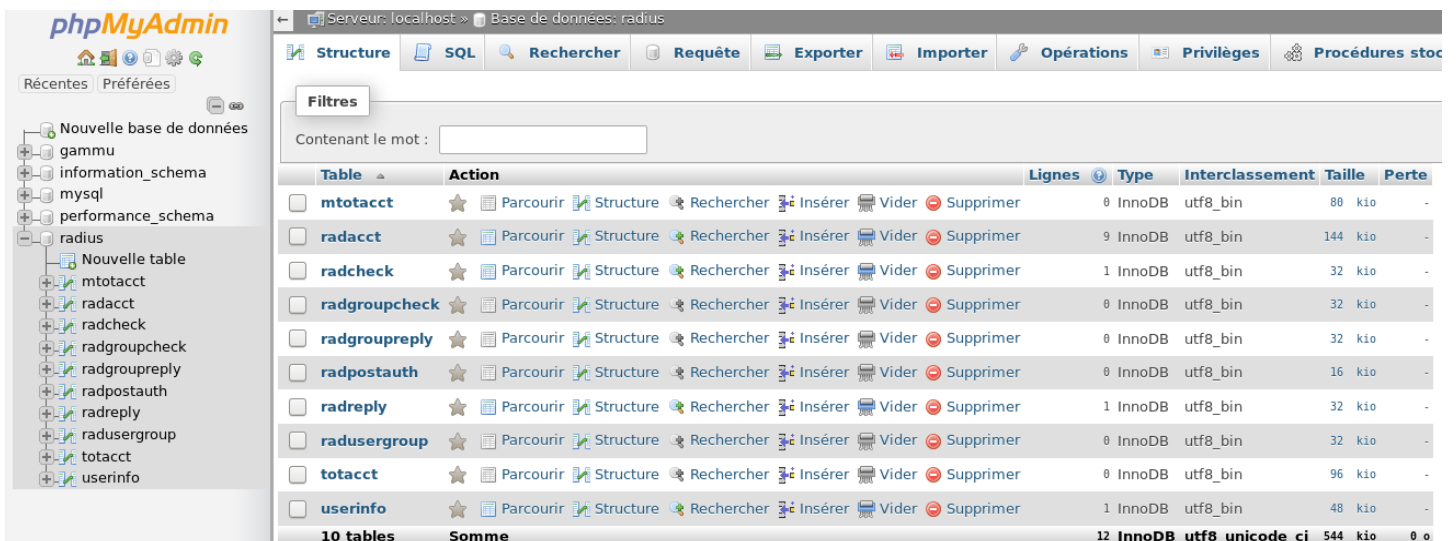 phpMyAdmin
Récentes Préférées
Nouvelle base de données
gammu
information_schema
mysql
performance_schema
radius
Nouvelle table
mtotacct
radacct
radcheck
radgroupcheck
radgroupreply
radpostauth
radreply
radusergroup
totacct
userinfo
Serveur: localhost » Base de données: radius
Structure SQL Rechercher Requête Exporter Importer Opérations Privilèges Procédures stoc
Filtres
Contenant le mot :
Table Action Lignes Type Interclassement Taille Perte
mtotacct Parcourir Structure Rechercher Insérer Vider Supprimer 0 InnoDB utf8_bin 80 kio -
radacct Parcourir Structure Rechercher Insérer Vider Supprimer 9 InnoDB utf8_bin 144 kio -
radcheck Parcourir Structure Rechercher Insérer Vider Supprimer 1 InnoDB utf8_bin 32 kio -
radgroupcheck Parcourir Structure Rechercher Insérer Vider Supprimer 0 InnoDB utf8_bin 32 kio -
radgroupreply Parcourir Structure Rechercher Insérer Vider Supprimer 0 InnoDB utf8_bin 32 kio -
radpostauth Parcourir Structure Rechercher Insérer Vider Supprimer 0 InnoDB utf8_bin 16 kio -
radreply Parcourir Structure Rechercher Insérer Vider Supprimer 1 InnoDB utf8_bin 32 kio -
radusergroup Parcourir Structure Rechercher Insérer Vider Supprimer 0 InnoDB utf8_bin 32 kio -
totacct Parcourir Structure Rechercher Insérer Vider Supprimer 0 InnoDB utf8_bin 96 kio -
userinfo Parcourir Structure Rechercher Insérer Vider Supprimer 1 InnoDB utf8_bin 48 kio -
10 tables Somme 12 InnoDB utf8_unicode_ci 544 kio 0 o